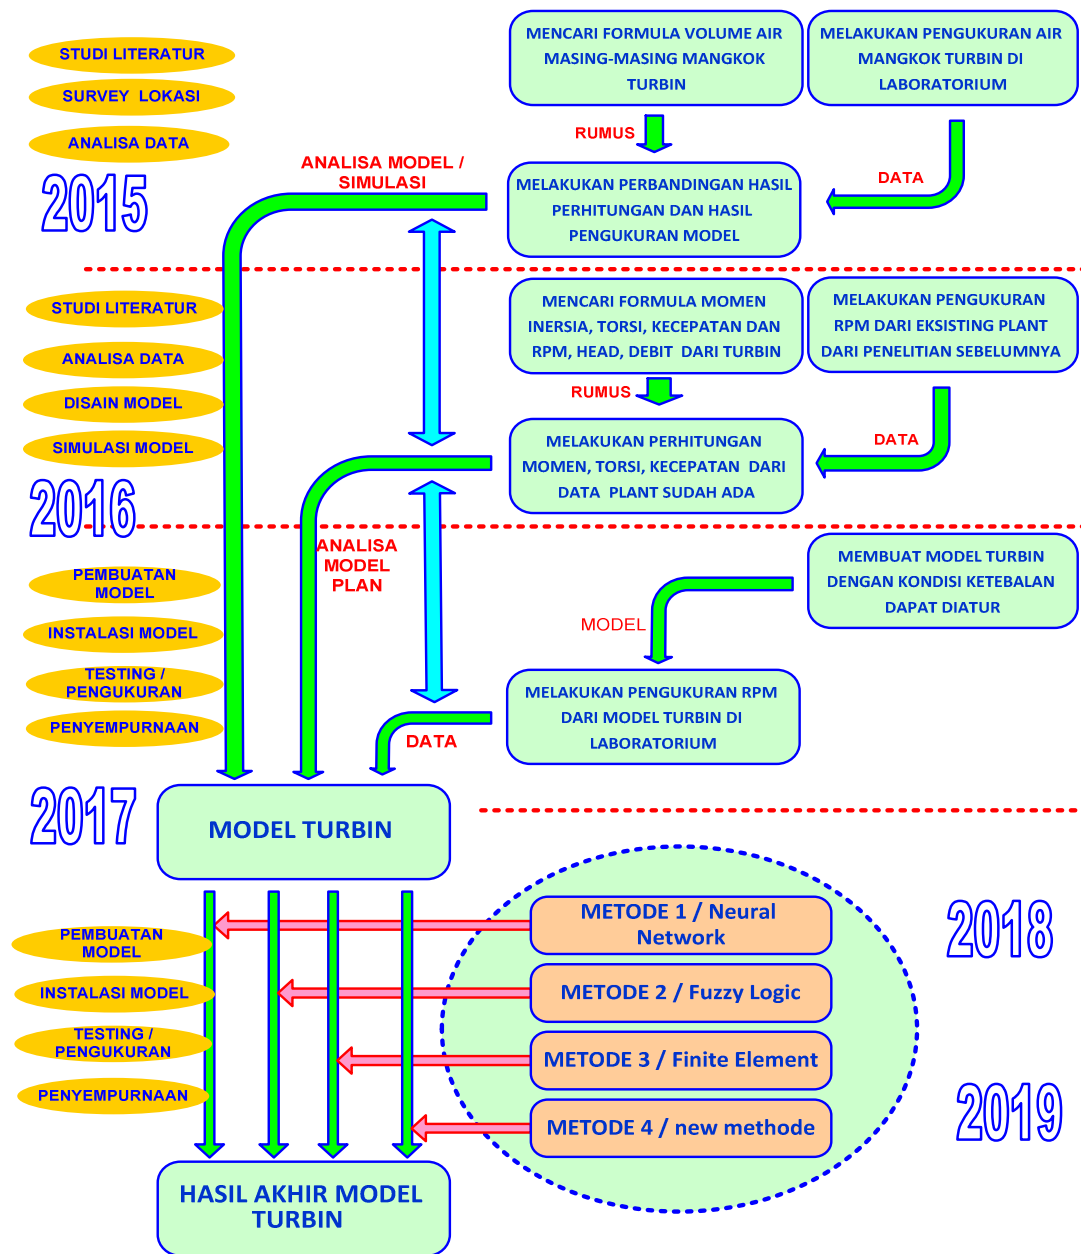 STUDI LITERATUR
SURVEY LOKASI
ANALISA DATA
2015
MENCARI FORMULA VOLUME AIR
MASING-MASING MANGKOK
TURBIN
MELAKUKAN PENGUKURAN AIR
MANGKOK TURBIN DI
LABORATORIUM
RUMUS
DATA
ANALISA MODEL /
SIMULASI
MELAKUKAN PERBANDINGAN HASIL
PERHITUNGAN DAN HASIL
PENGUKURAN MODEL
STUDI LITERATUR
ANALISA DATA
DISAIN MODEL
SIMULASI MODEL
2016
MENCARI FORMULA MOMEN
INERSIA, TORSI, KECEPATAN DAN
RPM, HEAD, DEBIT DARI TURBIN
MELAKUKAN PENGUKURAN
RPM DARI EKSISTING PLANT
DARI PENELITIAN SEBELUMNYA
RUMUS
DATA
MELAKUKAN PERHITUNGAN
MOMEN, TORSI, KECEPATAN DARI
DATA PLANT SUDAH ADA
ANALISA
MODEL
PLAN
PEMBUATAN
MODEL
INSTALASI MODEL
TESTING /
PENGUKURAN
PENYEMPURNAAN
2017
MEMBUAT MODEL TURBIN
DENGAN KONDISI KETEBALAN
DAPAT DIATUR
MODEL
MELAKUKAN PENGUKURAN RPM
DARI MODEL TURBIN DI
LABORATORIUM
DATA
MODEL TURBIN
PEMBUATAN
MODEL
INSTALASI MODEL
TESTING /
PENGUKURAN
PENYEMPURNAAN
METODE 1 / Neural
Network
METODE 2 / Fuzzy Logic
METODE 3 / Finite Element
METODE 4 / new methode
2018
2019
HASIL AKHIR MODEL
TURBIN